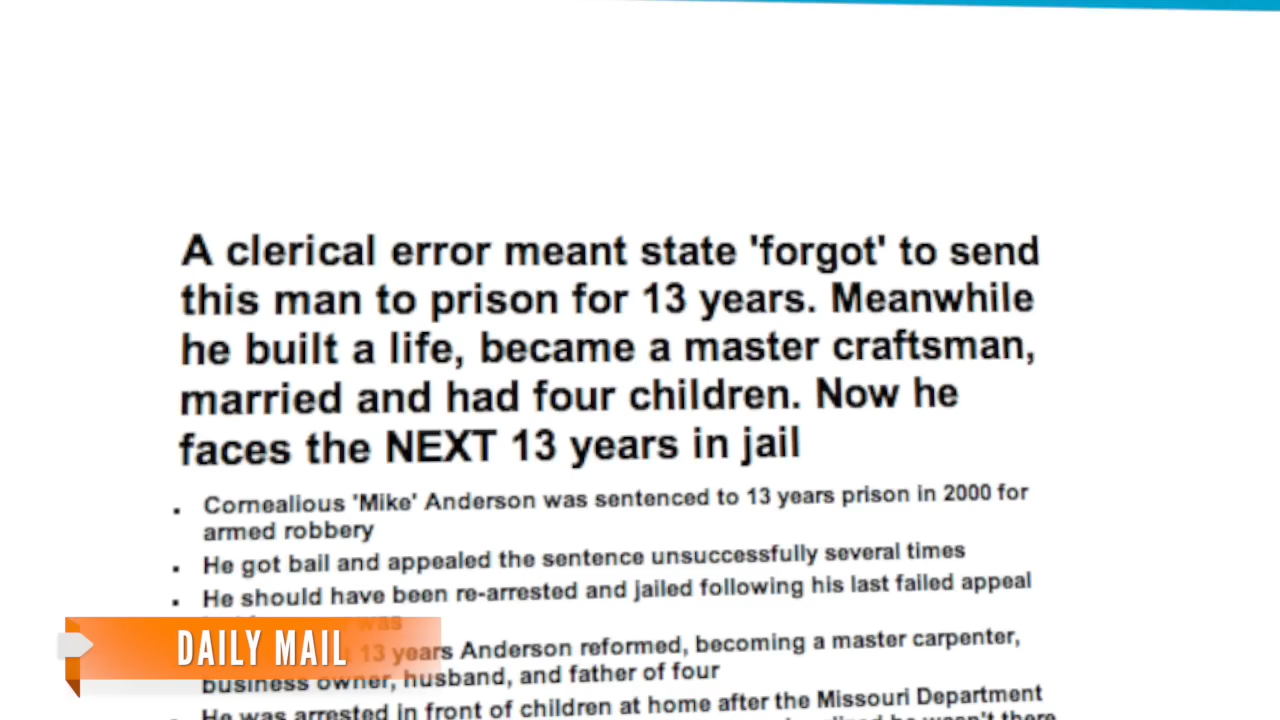 A clerical error meant state 'forgot' to send
this man to prison for 13 years. Meanwhile
he built a life, became a master craftsman,
married and had four children. Now he
faces the NEXT 13 years in jail
Cornealious 'Mike' Anderson was sentenced to 13 years prison in 2000 for
armed robbery
He got bail and appealed the sentence unsuccessfully several times
He should have been re-arrested and jailed following his last failed appeal
was
13 years Anderson reformed, becoming a master carpenter,
business owner, husband, and father of four
He was arrested in front of children at home after the Missouri Department
he wasn't there
DAILY MAIL